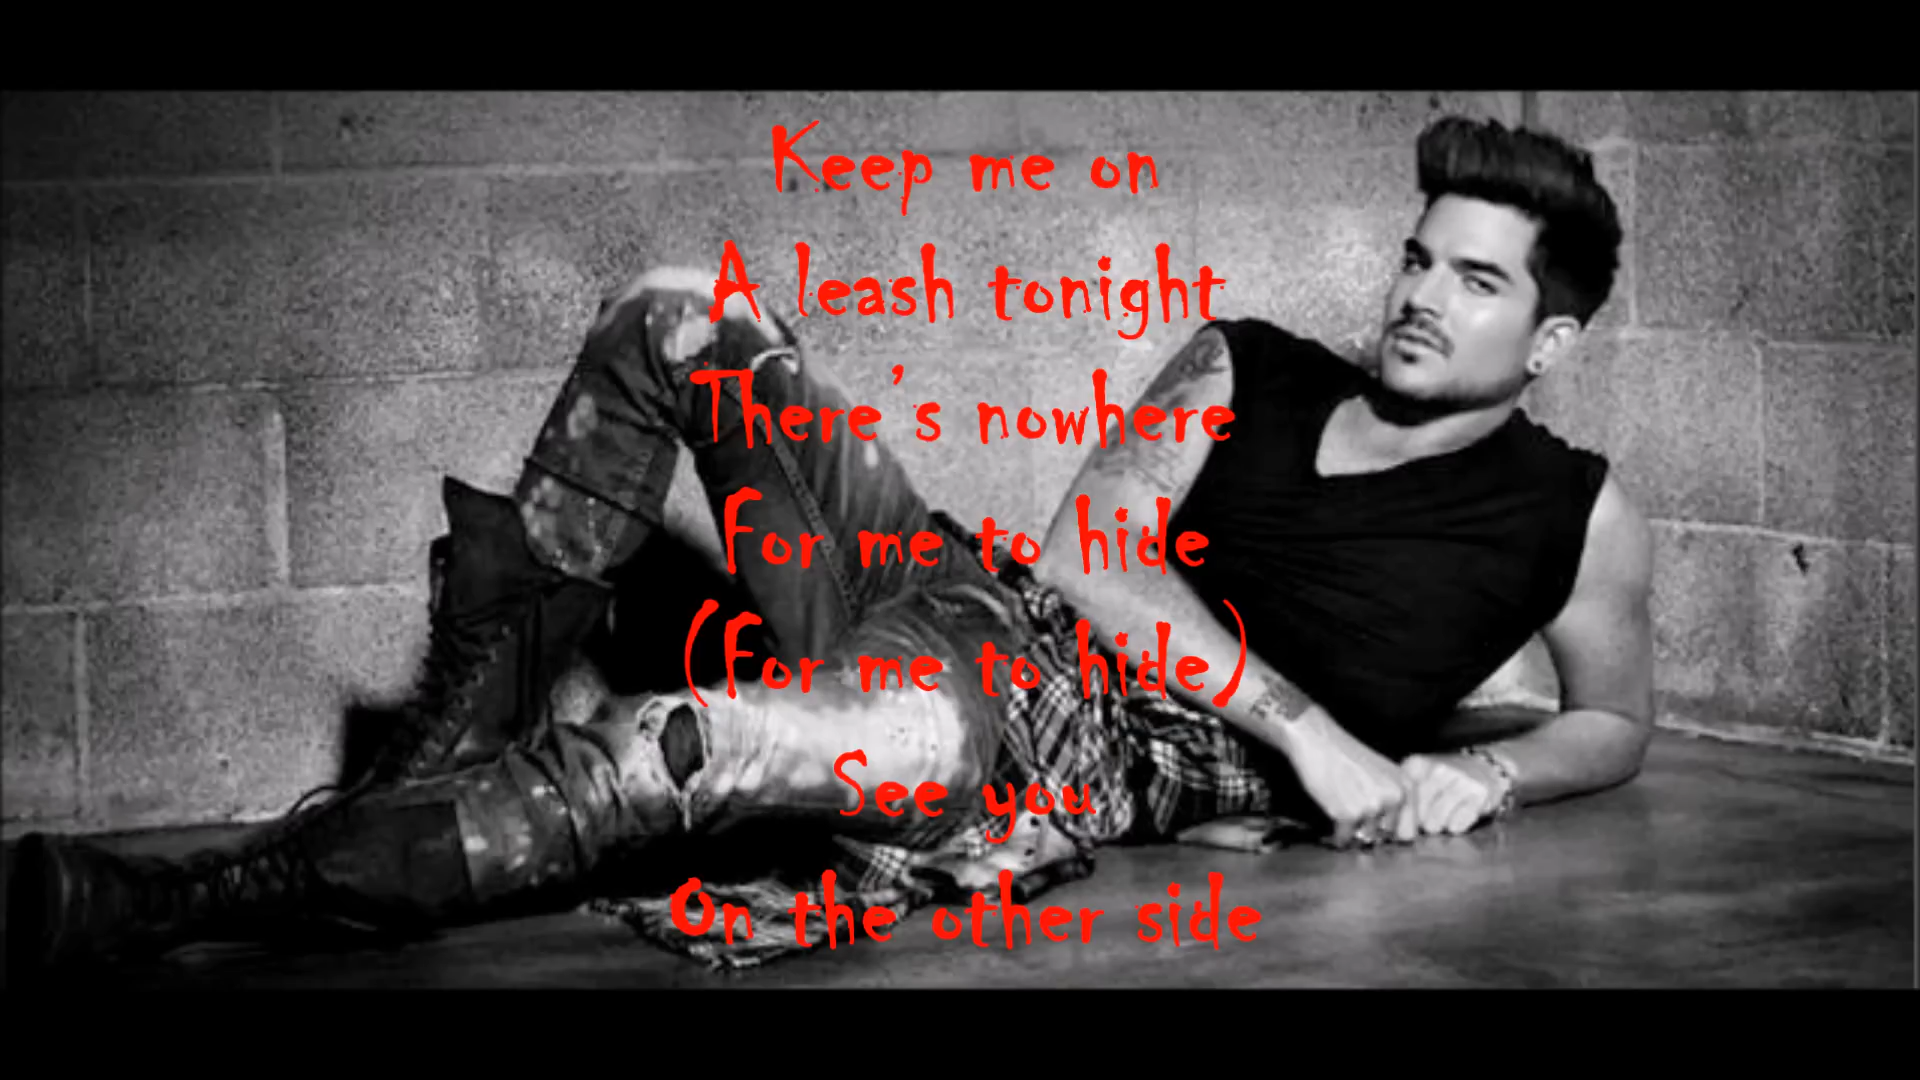 Keep me on
A leash tonight
There's nowhere
For me to hide
(For me to hide)
See you
On the other side